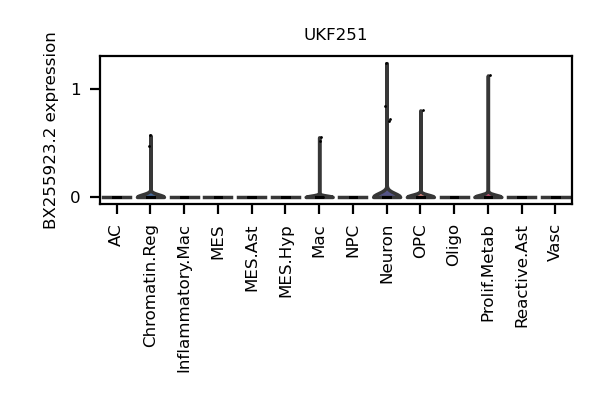 UKF251
BX255923.2 expression
1
0
AC
Chromatin.Reg
Inflammatory.Mac
MES
MES.Ast
MES.Hyp
Mac
NPC
Neuron
OPC
Oligo
Prolif.Metab
Reactive.Ast
Vasc